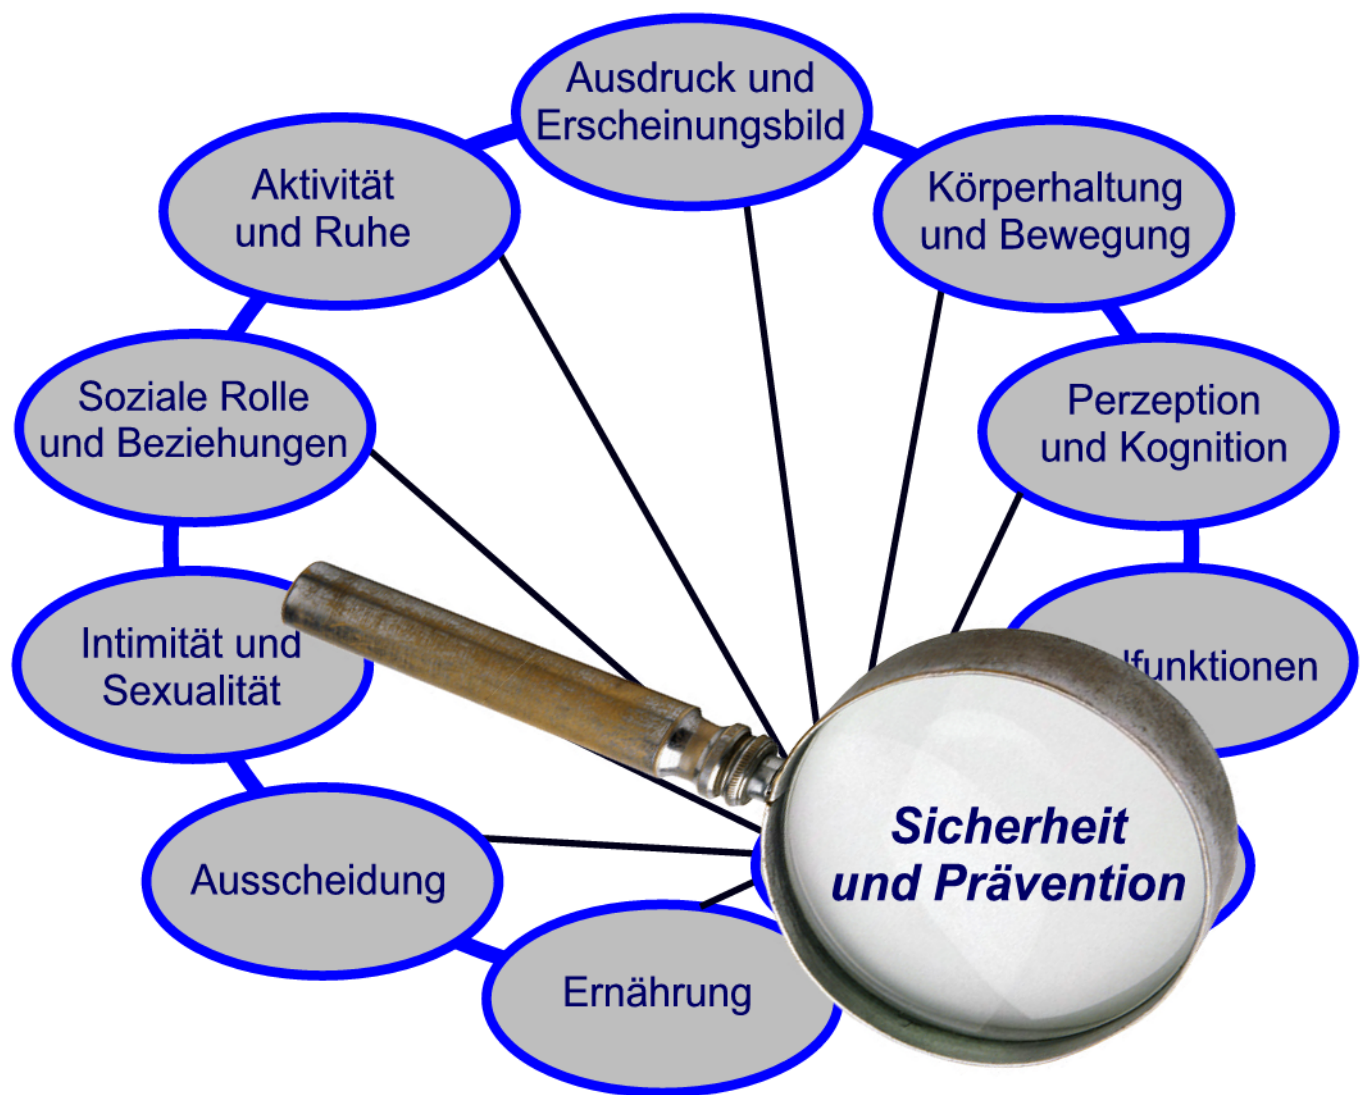 Ausdruck und
Erscheinungsbild
Aktivität
und Ruhe
Körperhaltung
und Bewegung
Soziale Rolle
und Beziehungen
Perzeption
und Kognition
Intimität und
Sexualität
lfunktionen
Sicherheit
und Prävention
Ausscheidung
Ernährung